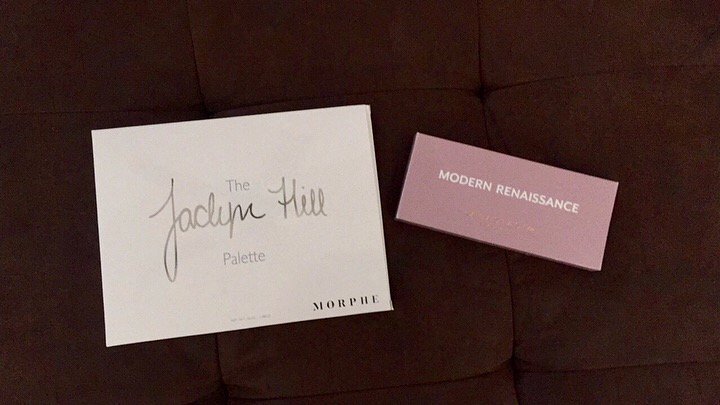 The
Jaclyn Hill
Palette
MORPHE
MODERN RENAISSANCE